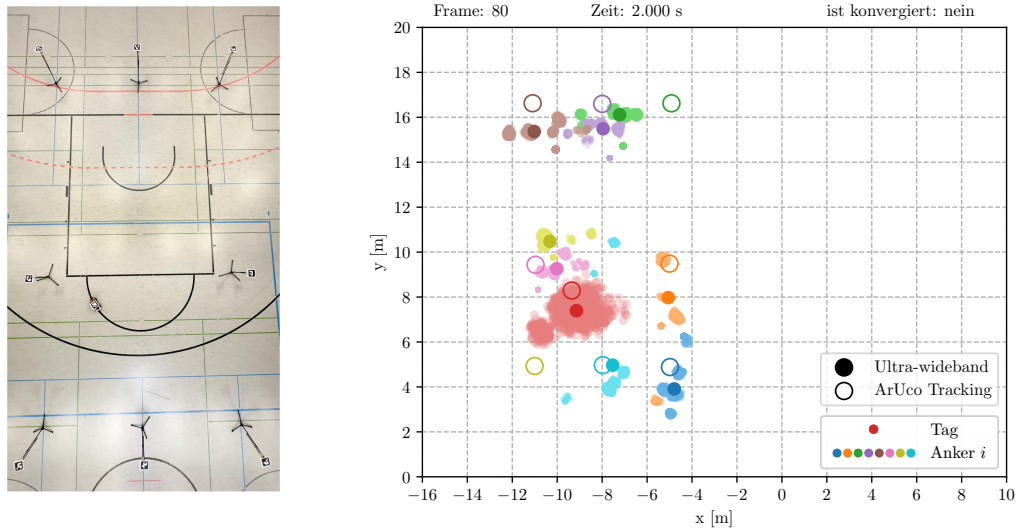 Frame: 80 Zeit: 2.000 s ist konvergiert: nein
20
18
16
14
12
10
8
6
4
2
0
y [m]
Ultra-wideband
ArUco Tracking
Tag
Anker i
−16 −14 −12 −10 −8 −6 −4 −2 0 2 4 6 8 10
x [m]